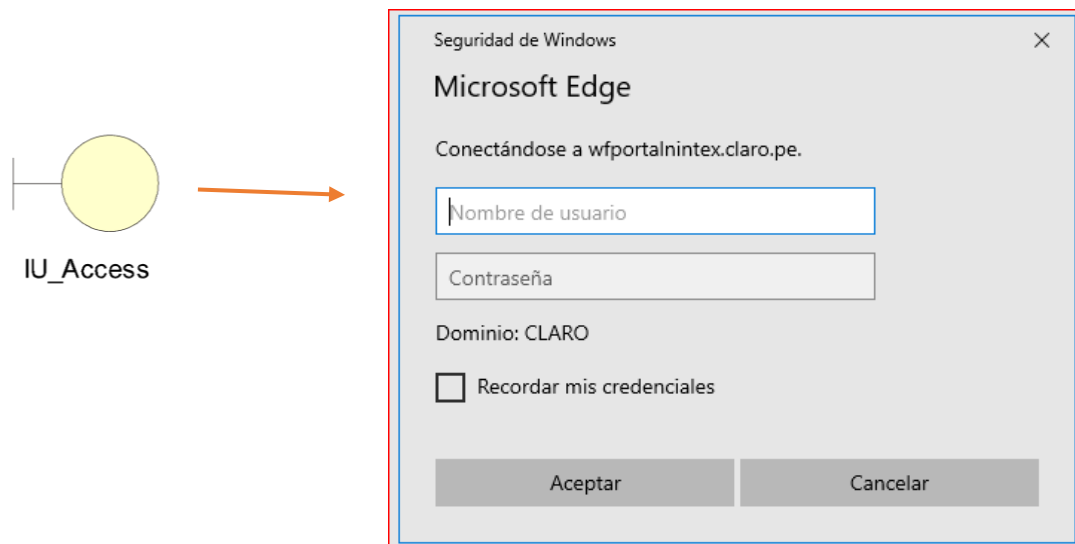 IU_Access
Seguridad de Windows
Microsoft Edge
Conectándose a wfportalnintex.claro.pe.
Nombre de usuario
Contraseña
Dominio: CLARO
Recordar mis credenciales
Aceptar
Cancelar